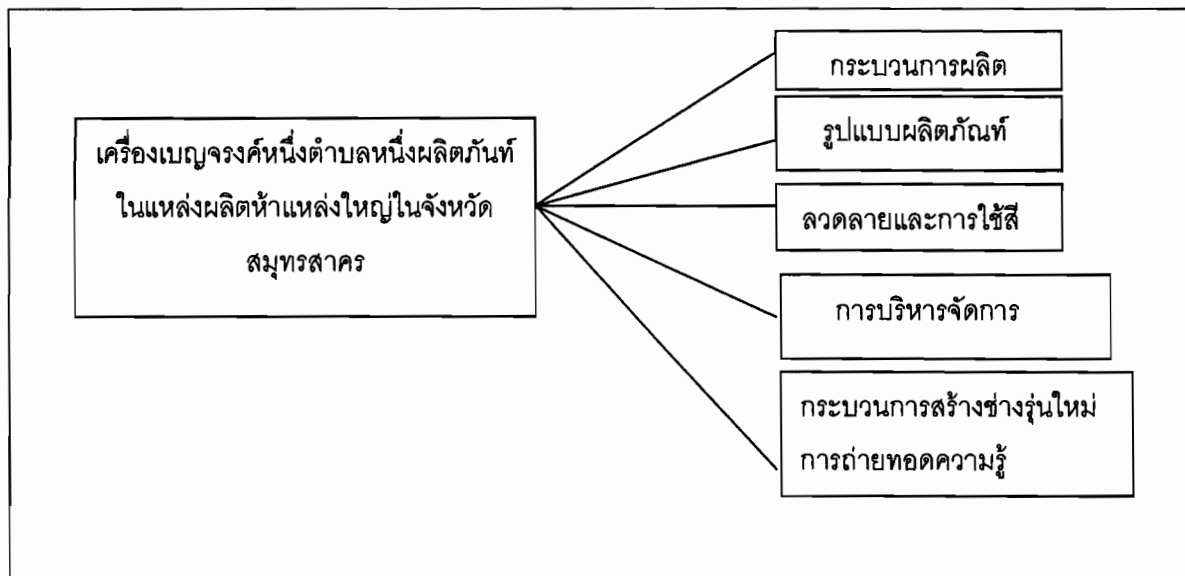 เครื่องเบญจรงค์หนึ่งตำบลหนึ่งผลิตภันท์
ในแหล่งผลิตห้าแหล่งใหญ่ในจังหวัด
สมุทรสาคร
กระบวนการผลิต
รูปแบบผลิตภัณท์
ลวดลายและการใช้สี
การบริหารจัดการ
กระบวนการสร้างช่างรุ่นใหม่
การถ่ายทอดความรู้